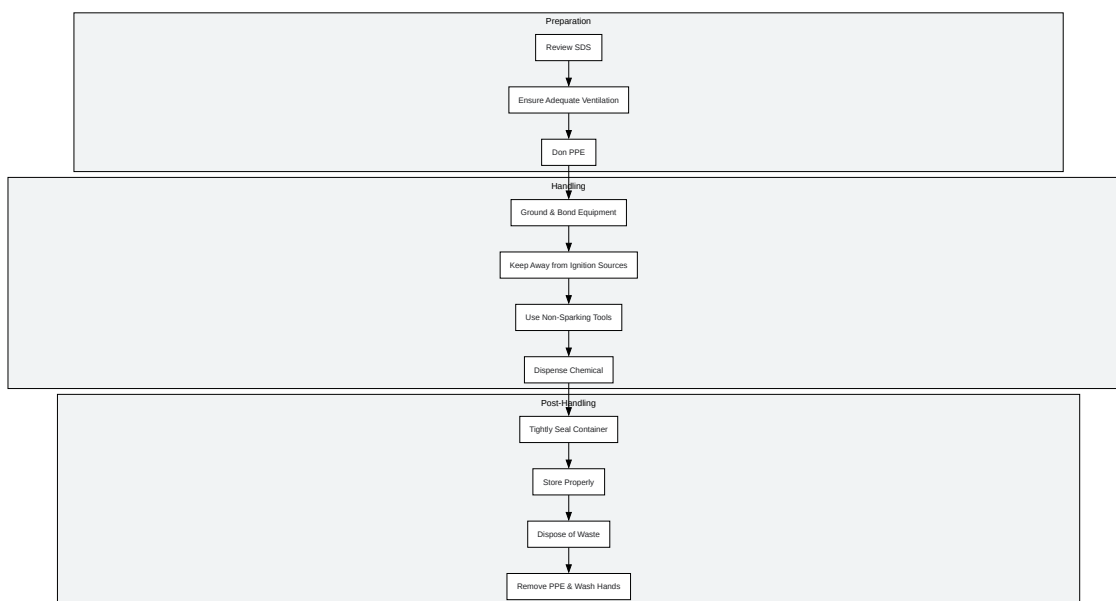 Preparation
Review SDS
Ensure Adequate Ventilation
Don PPE
Handling
Ground & Bond Equipment
Keep Away from Ignition Sources
Use Non-Sparking Tools
Dispense Chemical
Post-Handling
Tightly Seal Container
Store Properly
Dispose of Waste
Remove PPE & Wash Hands